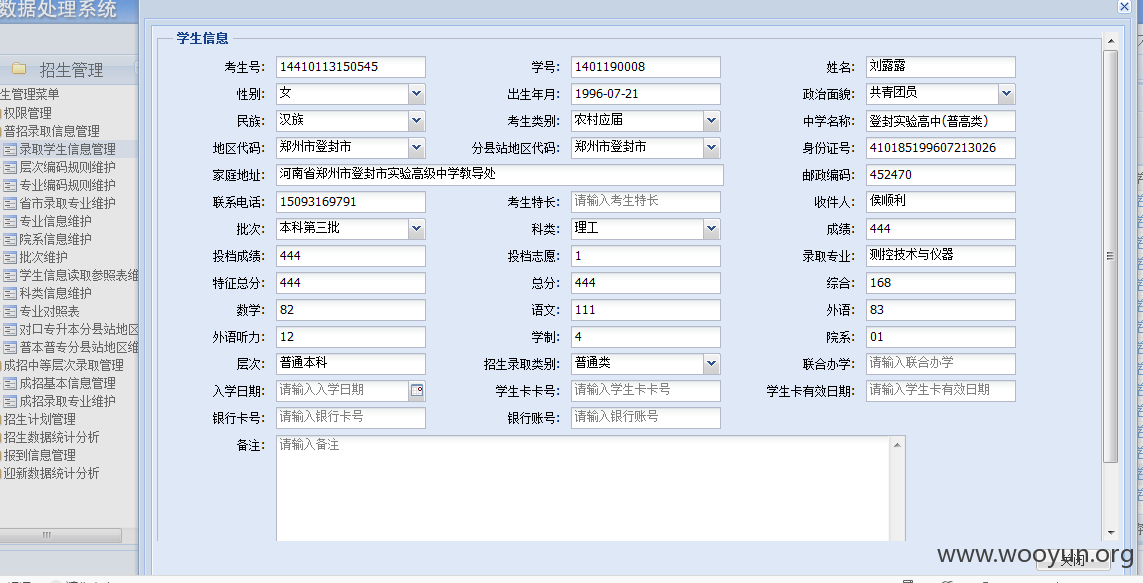 数据处理系统
招生管理
生管理菜单
权限管理
普招录取信息管理
录取学生信息管理
层次编码规则维护
专业编码规则维护
省市录取专业维护
专业信息维护
院系信息维护
批次维护
学生信息读取参照表维
科类信息维护
专业对照表
对口专升本分县站地区
普本普专分县站地区维
成招中等层次录取管理
成招基本信息管理
成招录取专业维护
招生计划管理
招生数据统计分析
报到信息管理
迎新数据统计分析
学生信息
考生号: 14410113150545 学号: 1401190008 姓名: 刘露露
性别: 女 出生年月: 1996-07-21 政治面貌: 共青团员
民族: 汉族 考生类别: 农村应届 中学名称: 登封实验高中(普高类)
地区代码: 郑州市登封市 分县站地区代码: 郑州市登封市 身份证号: 410185199607213026
家庭地址: 河南省郑州市登封市实验高级中学教导处 邮政编码: 452470
联系电话: 15093169791 考生特长: 请输入考生特长 收件人: 侯顺利
批次: 本科第三批 科类: 理工 成绩: 444
投档成绩: 444 投档志愿: 1 录取专业: 测控技术与仪器
特征总分: 444 总分: 444 综合: 168
数学: 82 语文: 111 外语: 83
外语听力: 12 学制: 4 院系: 01
层次: 普通本科 招生录取类别: 普通类 联合办学: 请输入联合办学
入学日期: 请输入入学日期 学生卡卡号: 请输入学生卡卡号 学生卡有效日期: 请输入学生卡有效日期
银行卡号: 请输入银行卡号 银行账号: 请输入银行账号
备注: 请输入备注
关闭
www.wooyun.org